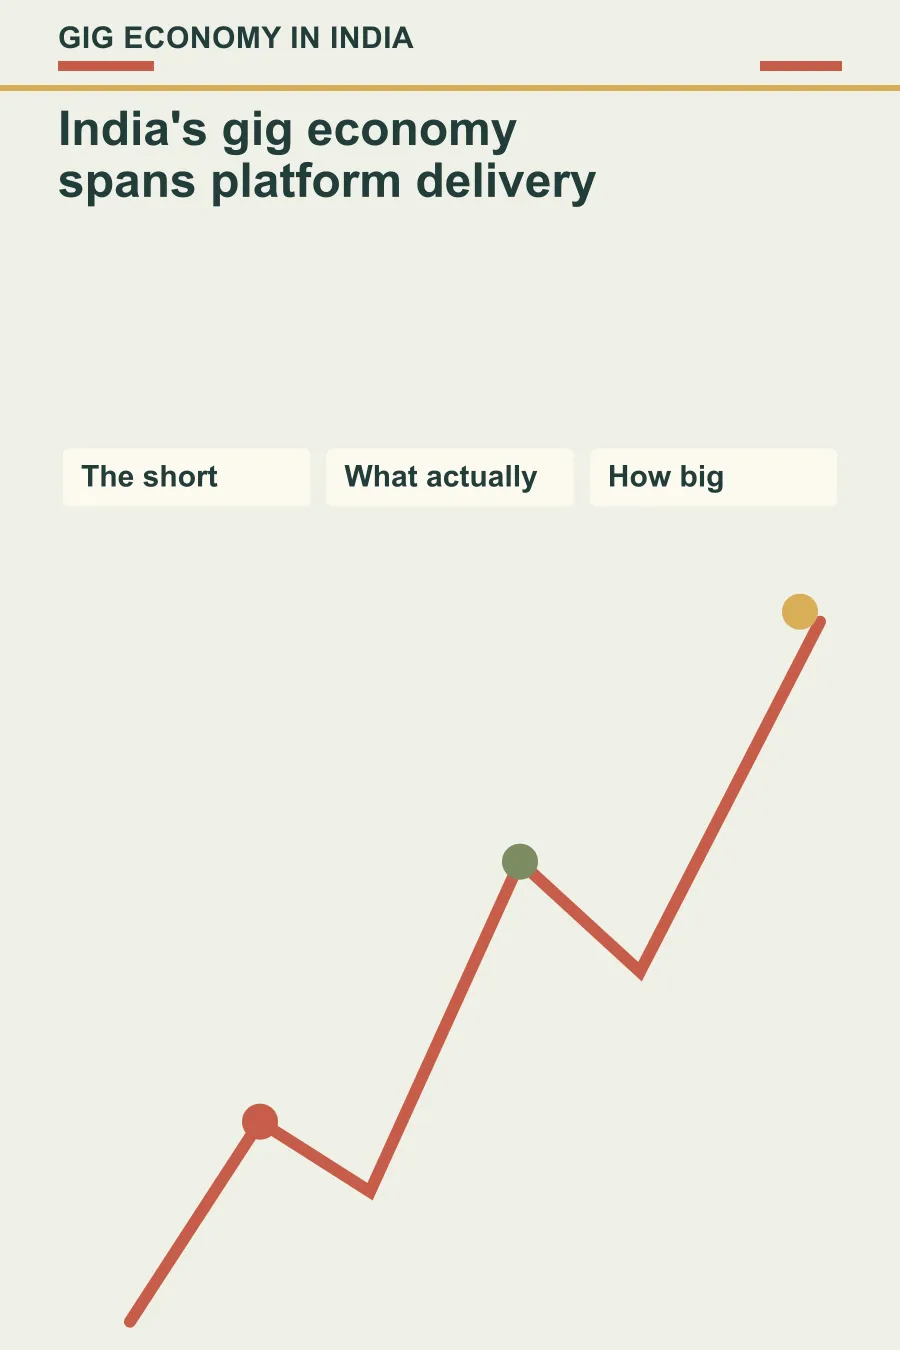 GIG ECONOMY IN INDIA
India's gig economy
spans platform delivery
The short
What actually
How big